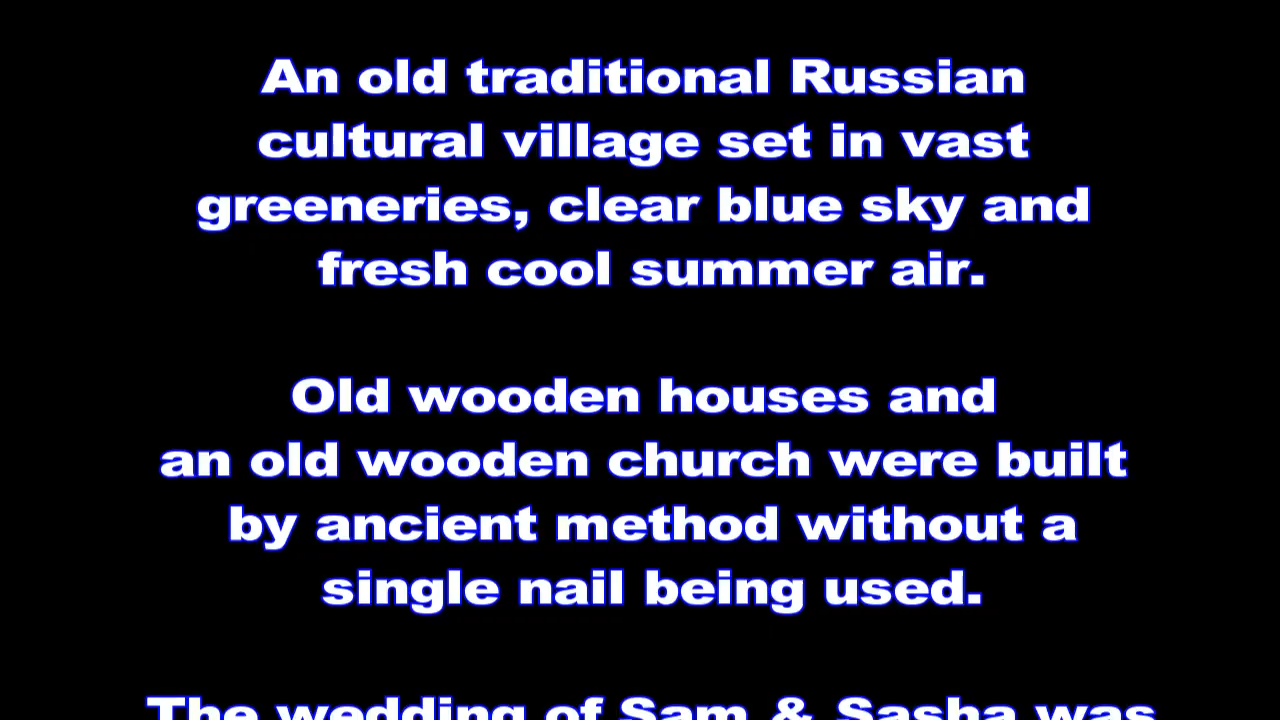 An old traditional Russian
cultural village set in vast
greeneries, clear blue sky and
fresh cool summer air.
Old wooden houses and
an old wooden church were built
by ancient method without a
single nail being used.
The wedding of Sam & Sasha was